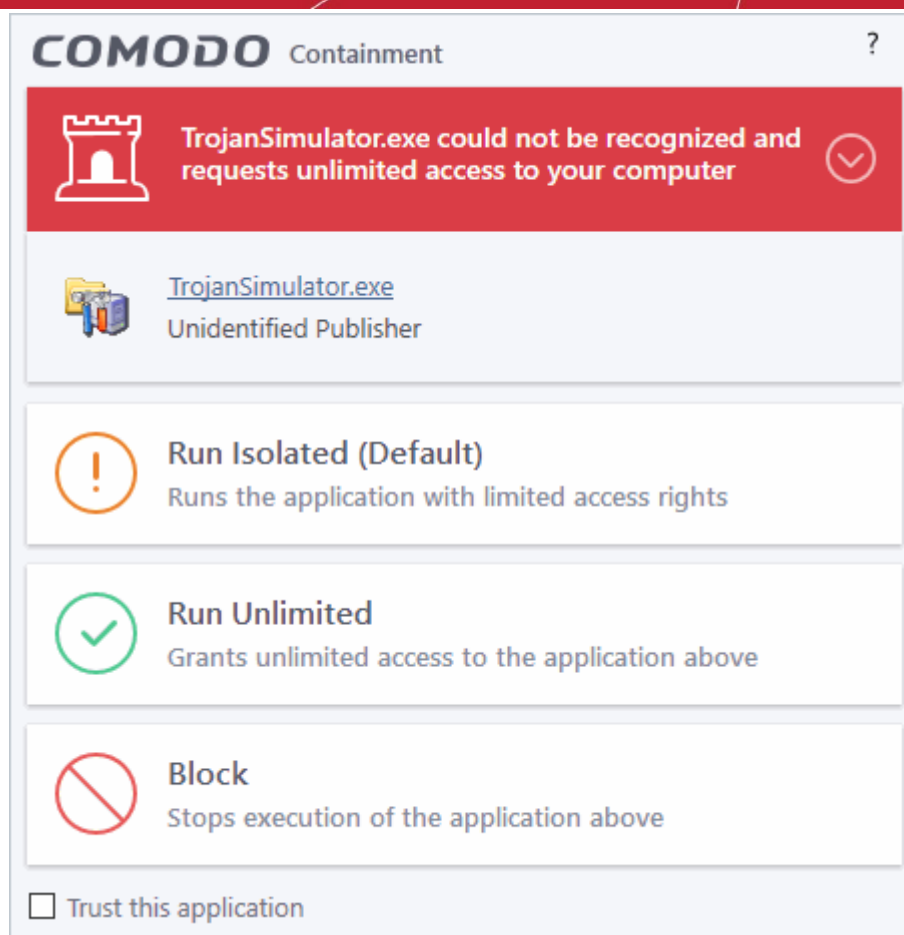 COMODO Containment ?
TrojanSimulator.exe could not be recognized and
requests unlimited access to your computer
TrojanSimulator.exe
Unidentified Publisher
Run Isolated (Default)
Runs the application with limited access rights
Run Unlimited
Grants unlimited access to the application above
Block
Stops execution of the application above
Trust this application